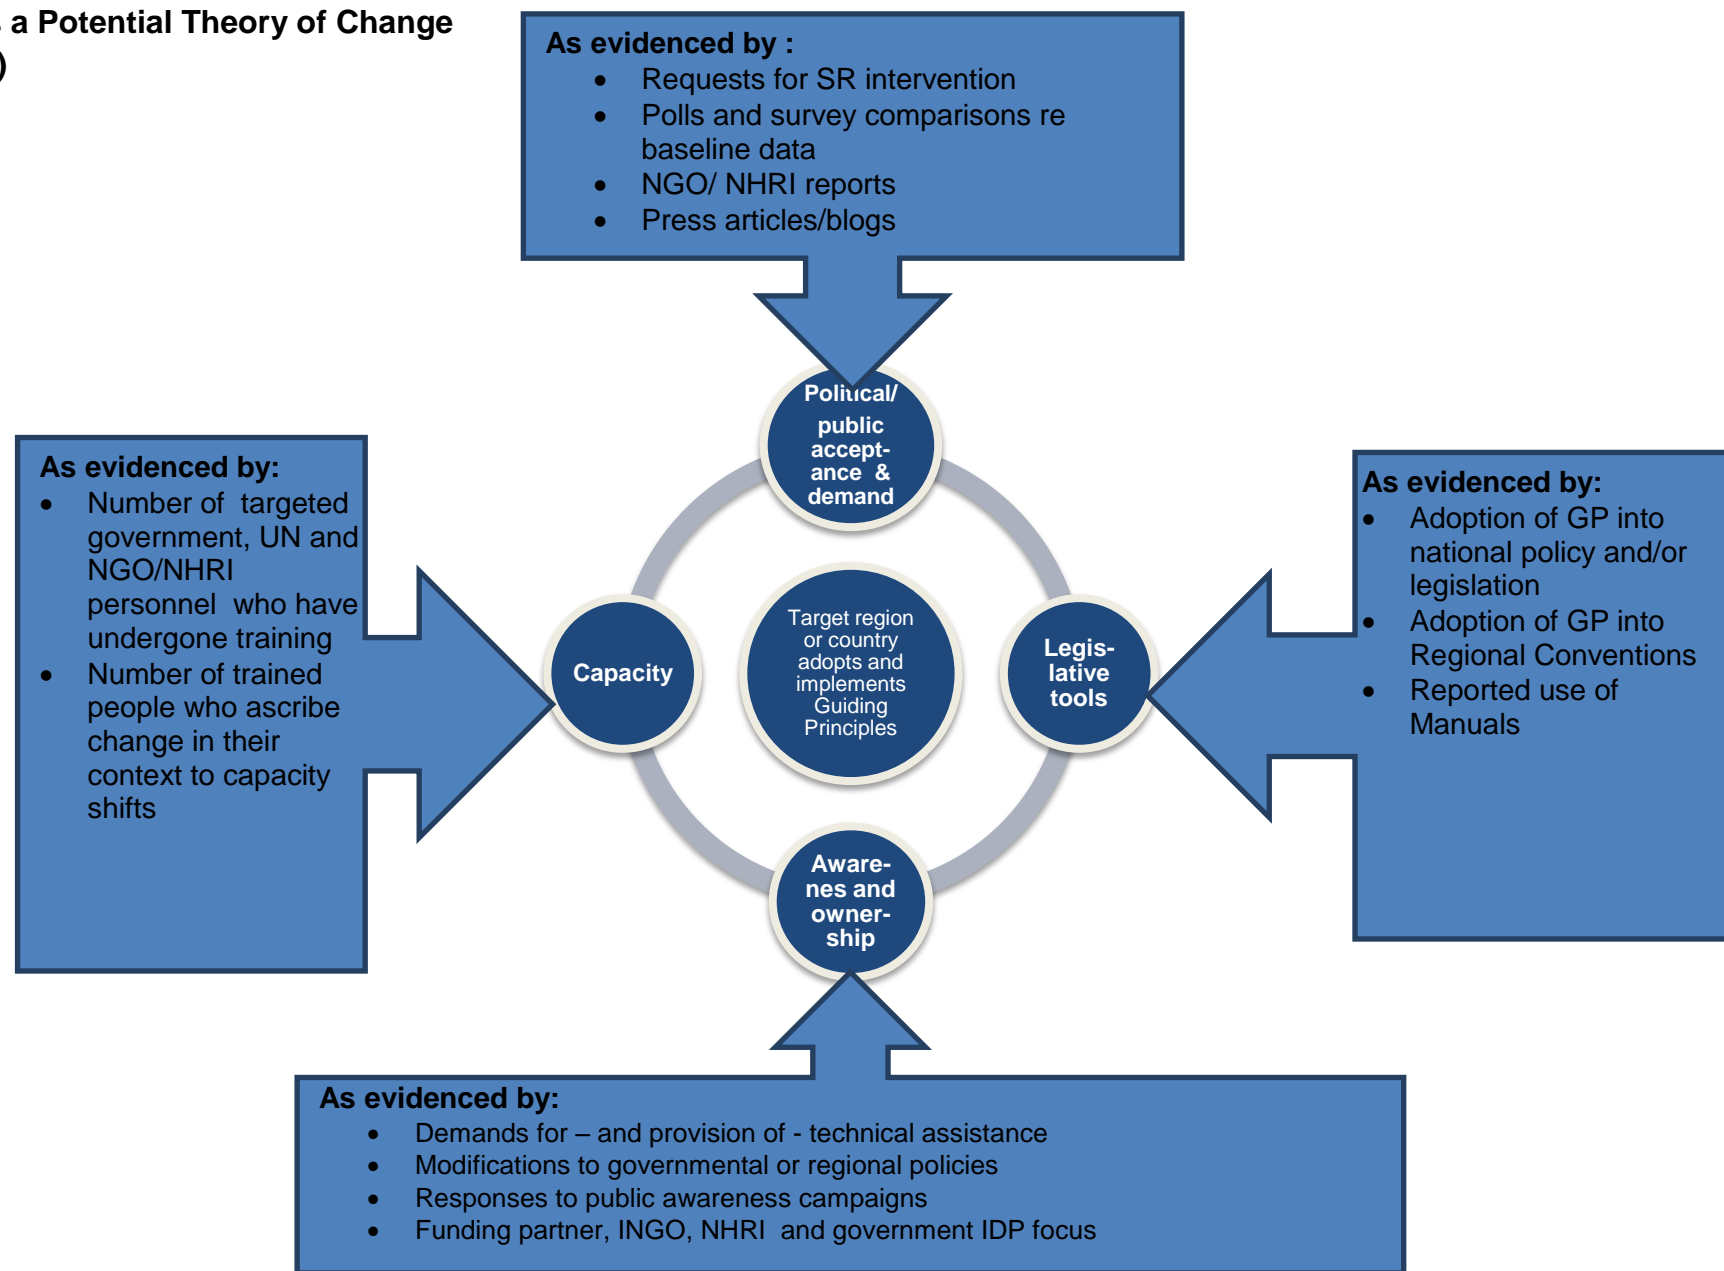 a Potential Theory of Change
)
As evidenced by :
• Requests for SR intervention
• Polls and survey comparisons re
baseline data
• NGO/ NHRI reports
• Press articles/blogs
Political/
public
accept-
ance & 
demand
As evidenced by:
• Number of targeted
government, UN and
NGO/NHRI
personnel who have
undergone training
• Number of trained
people who ascribe
change in their
context to capacity
shifts
Capacity
Target region
or country
adopts and
implements
Guiding
Principles
Legis-
lative
tools
As evidenced by:
• Adoption of GP into
national policy and/or
legislation
• Adoption of GP into
Regional Conventions
• Reported use of
Manuals
Aware-
nes and
owner-
ship
As evidenced by:
• Demands for – and provision of - technical assistance
• Modifications to governmental or regional policies
• Responses to public awareness campaigns
• Funding partner, INGO, NHRI and government IDP focus